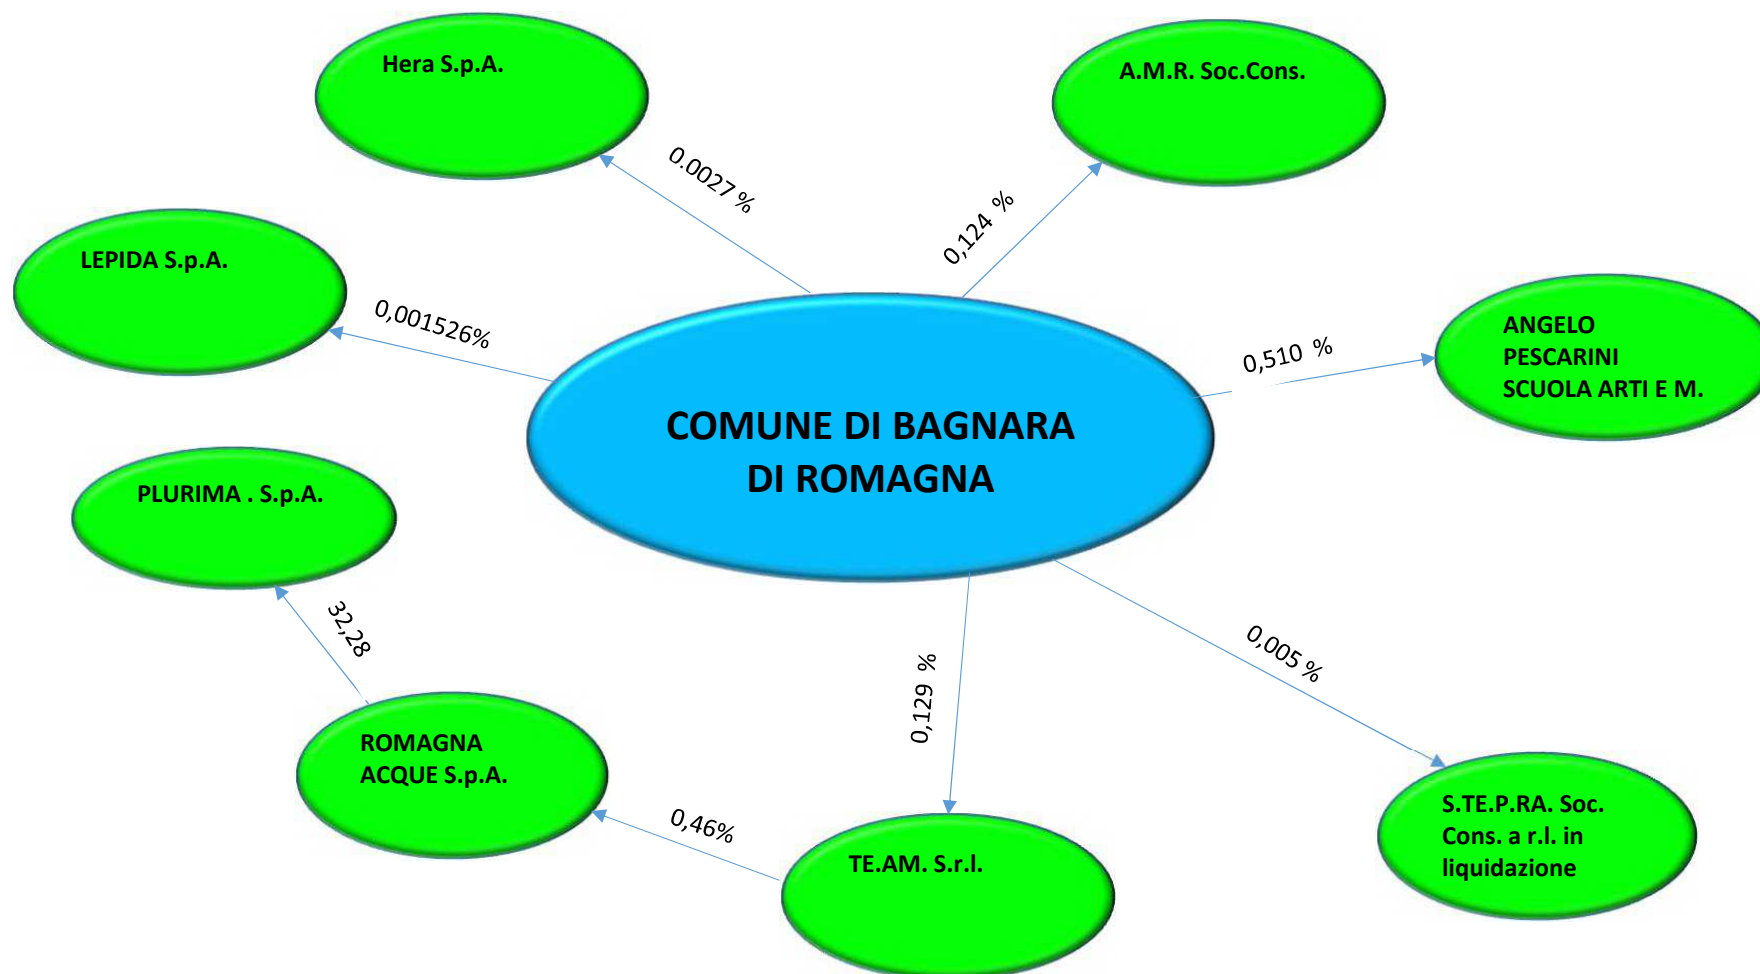 Hera S.p.A.
A.M.R. Soc.Cons.
0.0027 %
0,124 %
LEPIDA S.p.A.
0,001526%
0,510 %
ANGELO
PESCARINI
SCUOLA ARTI E M.
COMUNE DI BAGNARA
DI ROMAGNA
PLURIMA . S.p.A.
32,28
0,129 %
0,005 %
ROMAGNA
ACQUE S.p.A.
0,46%
TE.AM. S.r.l.
S.TE.P.RA. Soc.
Cons. a r.l. in
liquidazione